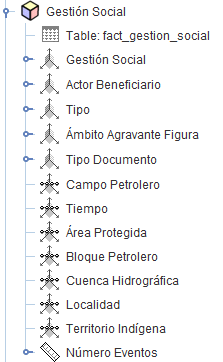 Gestión Social
Table: fact_gestion_social
Gestión Social
Actor Beneficiario
Tipo
Ámbito Agravante Figura
Tipo Documento
Campo Petrolero
Tiempo
Área Protegida
Bloque Petrolero
Cuenca Hidrográfica
Localidad
Territorio Indígena
Número Eventos